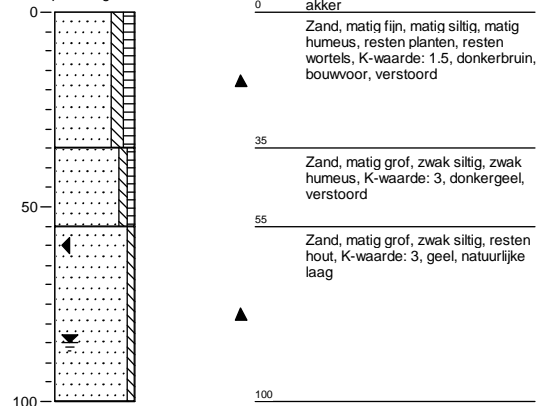 0
0
akker
Zand, matig fijn, matig siltig, matig
humeus, resten planten, resten
wortels, K-waarde: 1.5, donkerbruin,
bouwvoor, verstoord
35
Zand, matig grof, zwak siltig, zwak
humeus, K-waarde: 3, donkergeel,
verstoord
50
55
Zand, matig grof, zwak siltig, resten
hout, K-waarde: 3, geel, natuurlijke
laag
100
100